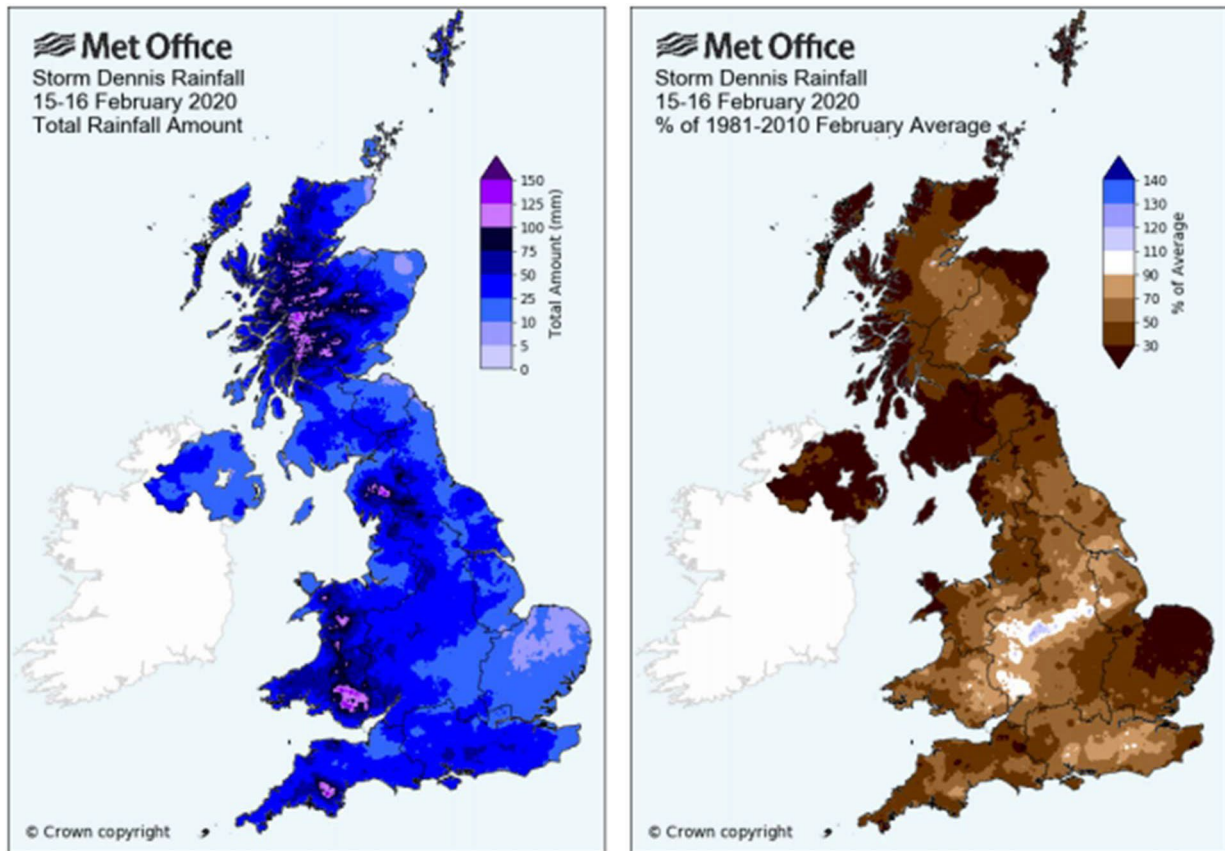 Met Office
Storm Dennis Rainfall
15-16 February 2020
Total Rainfall Amount
150
125
100
75
50
25
10
5
0
Total Amount (mm)
© Crown copyright
Met Office
Storm Dennis Rainfall
15-16 February 2020
% of 1981-2010 February Average
140
130
120
110
90
70
50
30
% of Average
© Crown copyright